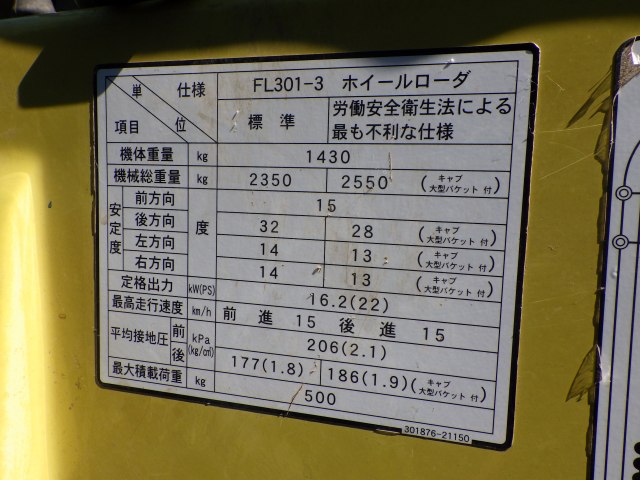 単 仕様 FL301-3 ホイールローダ
項目 位 標準 労働安全衛生法による
最も不利な仕様
機体重量 kg 1430
機械総重量 kg 2350 2550 (キャブ 大型バケット 付)
安定度 前方向 度 15
後方向 32 28 (キャブ 大型バケット 付)
左方向 14 13 (キャブ 大型バケット 付)
右方向 14 13 (キャブ 大型バケット 付)
定格出力 kW(PS) 16.2(22)
最高走行速度 km/h 前進 15 後進 15
平均接地圧 前 kPa (kg/c㎡) 206(2.1)
後 177(1.8) 186(1.9) (キャブ 大型バケット 付)
最大積載荷重 kg 500
301876-21150